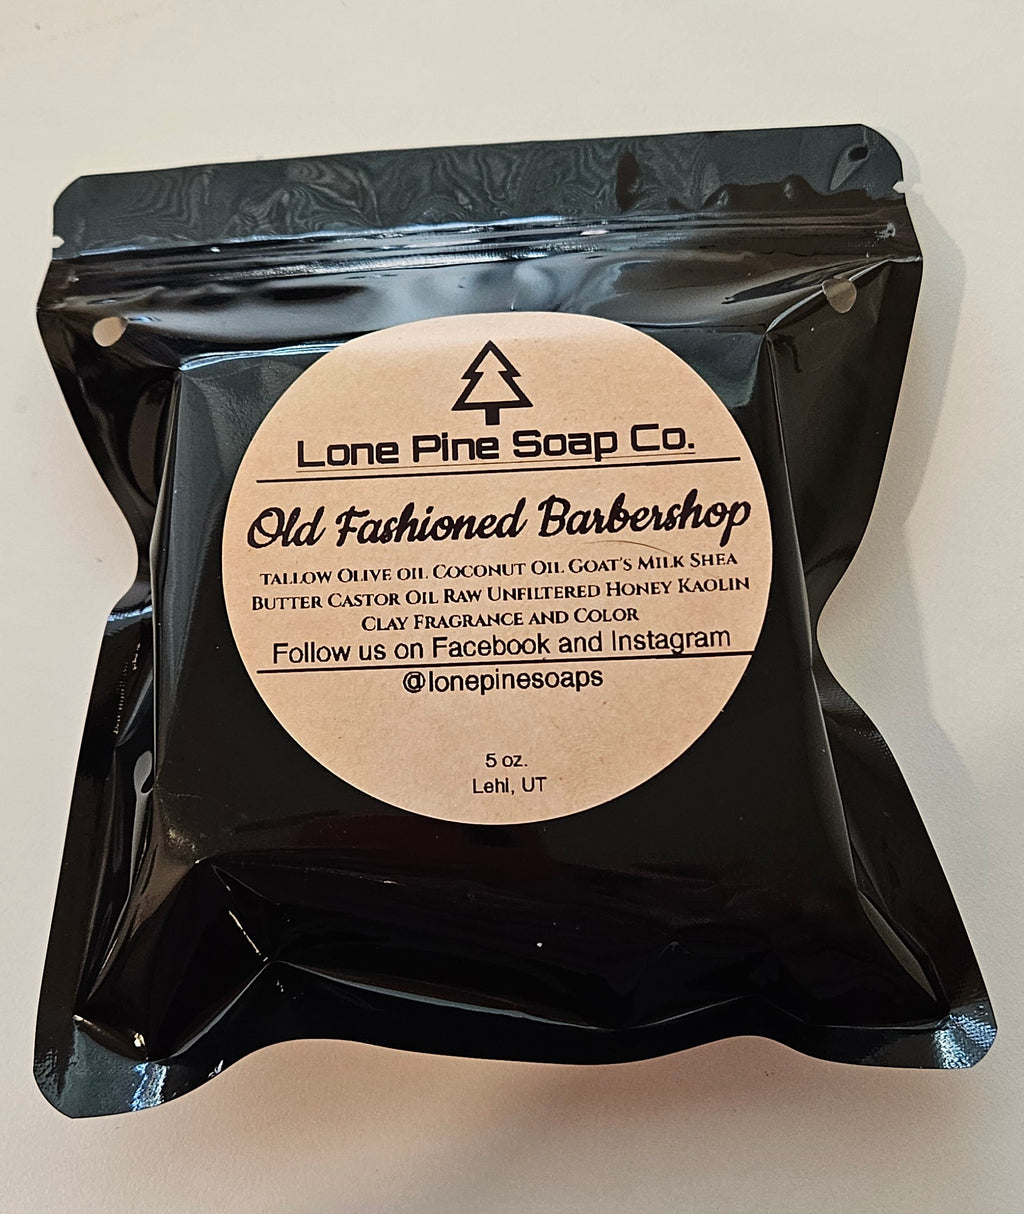 Lone Pine Soap Co.
Old Fashioned Barbershop
tallow Olive oil Coconut Oil Goat's Milk Shea
Butter Castor Oil Raw Unfiltered Honey Kaolin
Clay Fragrance and Color
Follow us on Facebook and Instagram
@lonepinesoaps
5 oz.
Lehi, UT